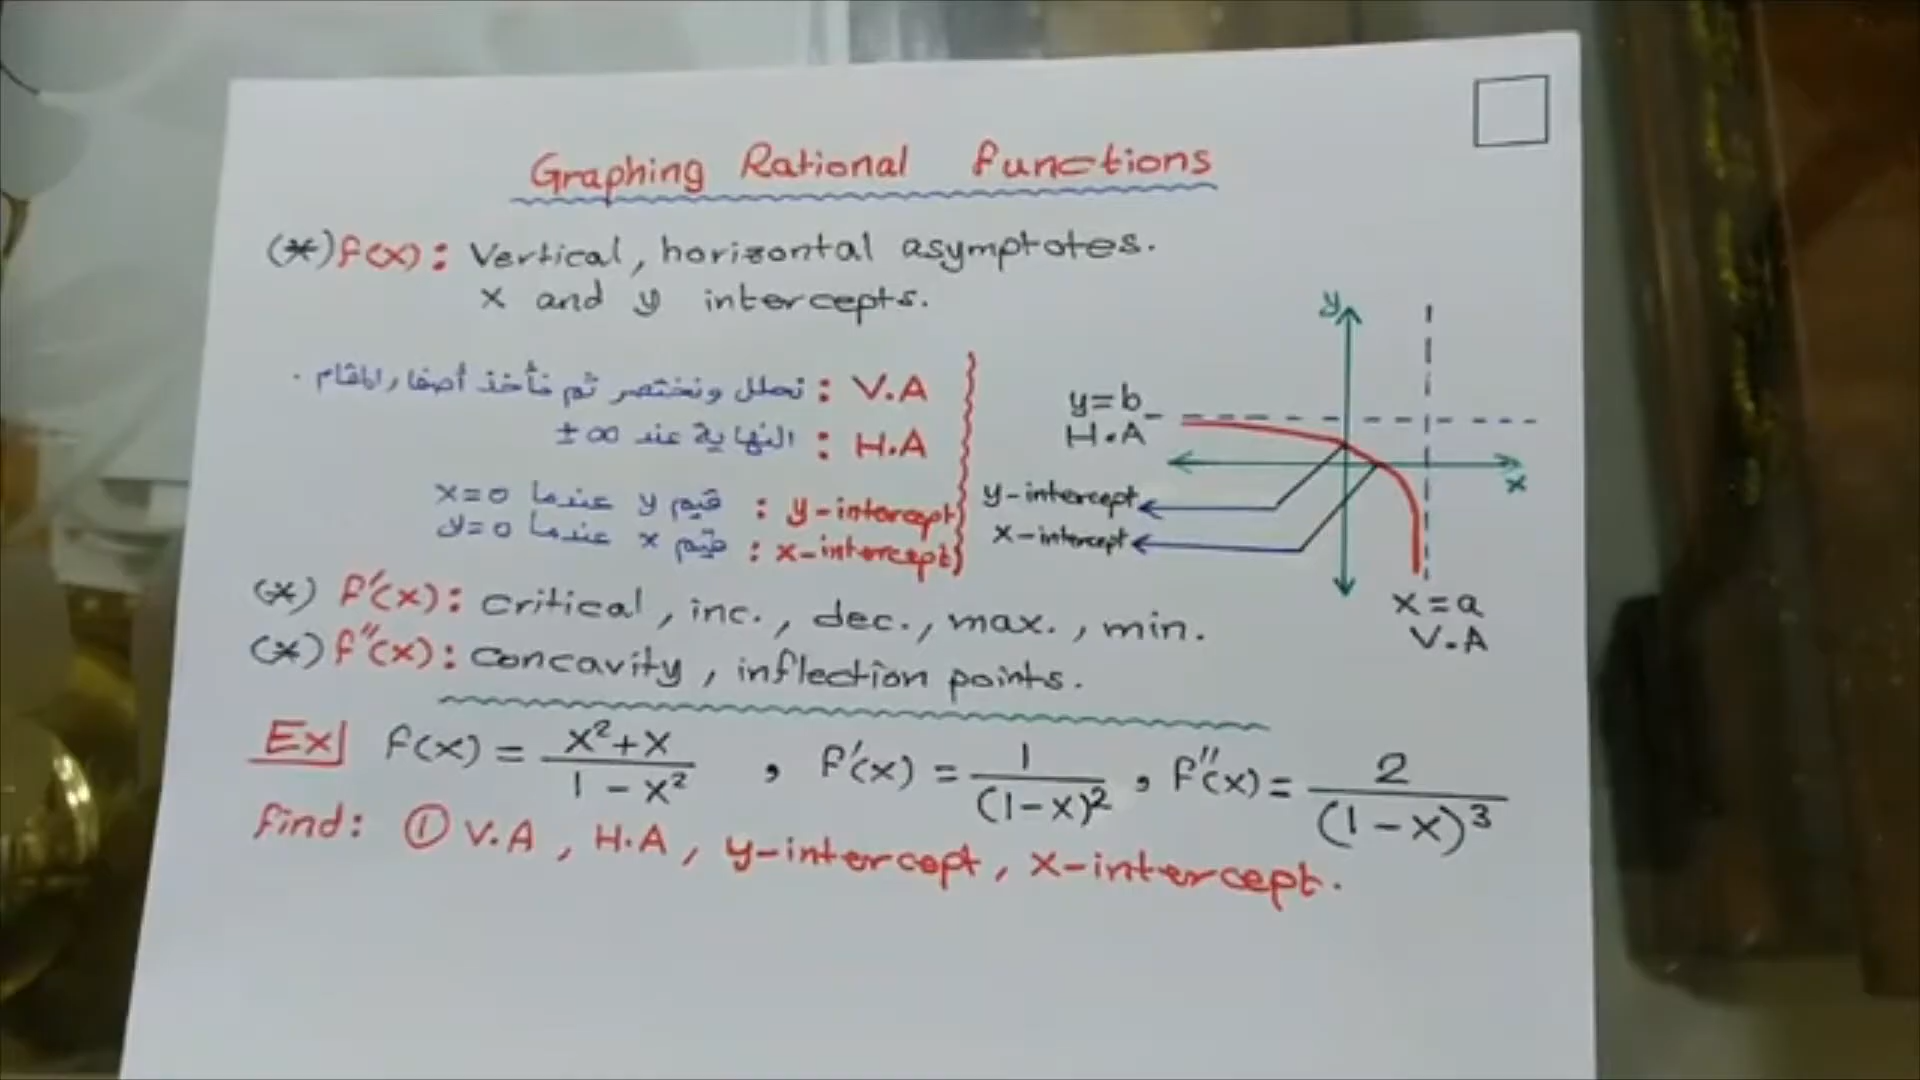 Graphing Rational functions
(*) f(x): Vertical, horizontal asymptotes.
x and y intercepts.
V.A : نحلل ونختصر ثم نأخذ أصفار المقام.
H.A : النهاية عند ±∞
y-intercept : قيم y عندما x=0
x-intercept : قيم x عندما y=0
y
y=b
H.A
x
y-intercept
x-intercept
x=a
V.A
(*) f'(x): critical, inc., dec., max., min.
(*) f''(x): concavity, inflection points.
Ex] f(x) = (x²+x)/(1-x²) , f'(x) = 1/(1-x)² , f''(x) = 2/(1-x)³
find: ① V.A, H.A, y-intercept, x-intercept.